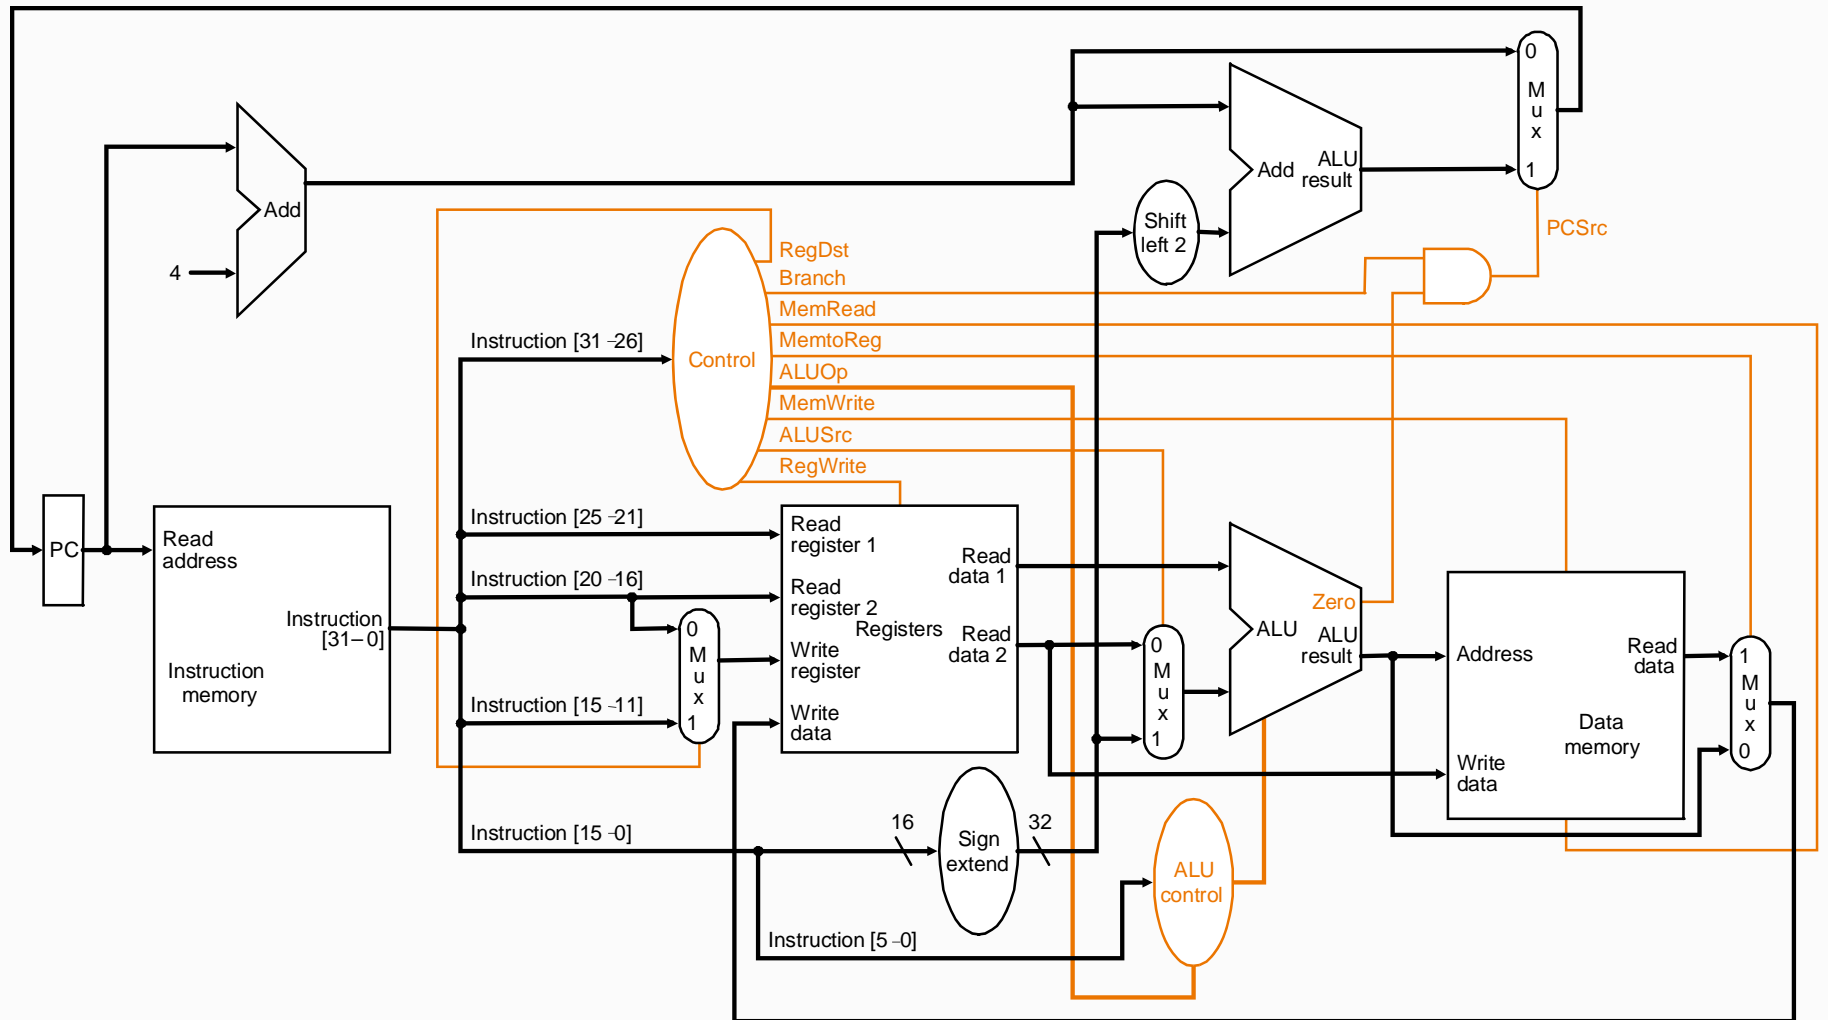 0
M
u
x
1
Add
ALU
result
Add
4
Shift
left 2
PCSrc
RegDst
Branch
MemRead
MemtoReg
ALUOp
MemWrite
ALUSrc
RegWrite
Control
Instruction [31–26]
Instruction [25–21]
Instruction [20–16]
Instruction [15–11]
Instruction [15–0]
Instruction [5–0]
PC
Read
address
Instruction
[31–0]
Instruction
memory
0
M
u
x
1
Read
register 1
Read
register 2
Write
register
Write
data
Registers
Read
data 1
Read
data 2
0
M
u
x
1
Zero
ALU
ALU
result
Address
Write
data
Read
data
Data
memory
1
M
u
x
0
16
Sign
extend
32
ALU
control